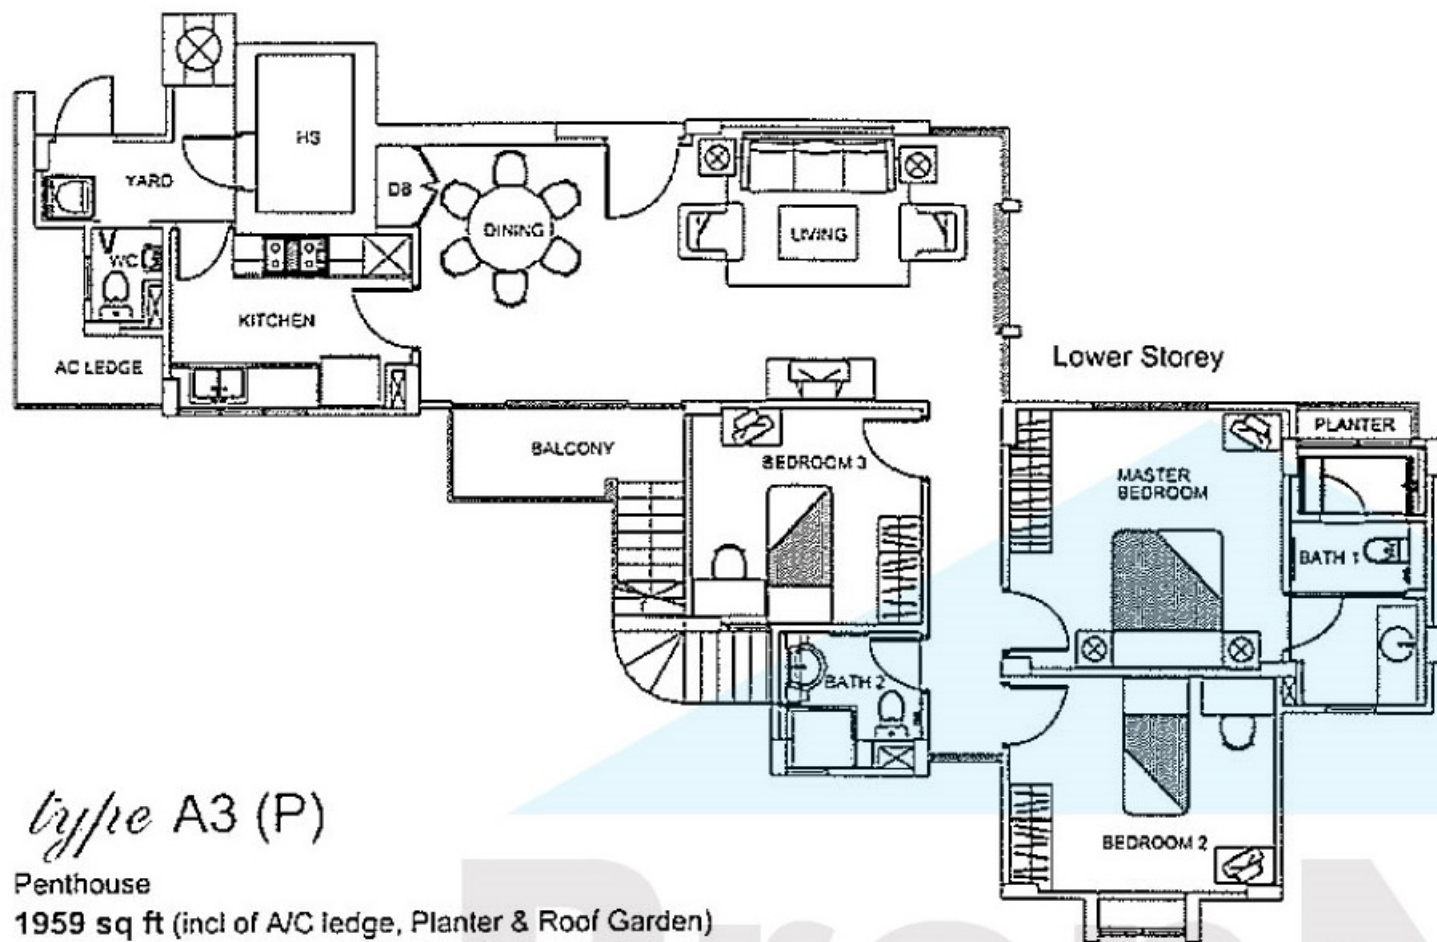 HS
YARD
DB
DINING
LIVING
WC
KITCHEN
AC LEDGE
Lower Storey
BALCONY
BEDROOM 3
MASTER
BEDROOM
PLANTER
BATH 1
BATH 2
BEDROOM 2
type A3 (P)
Penthouse
1959 sq ft (incl of A/C ledge, Planter & Roof Garden)